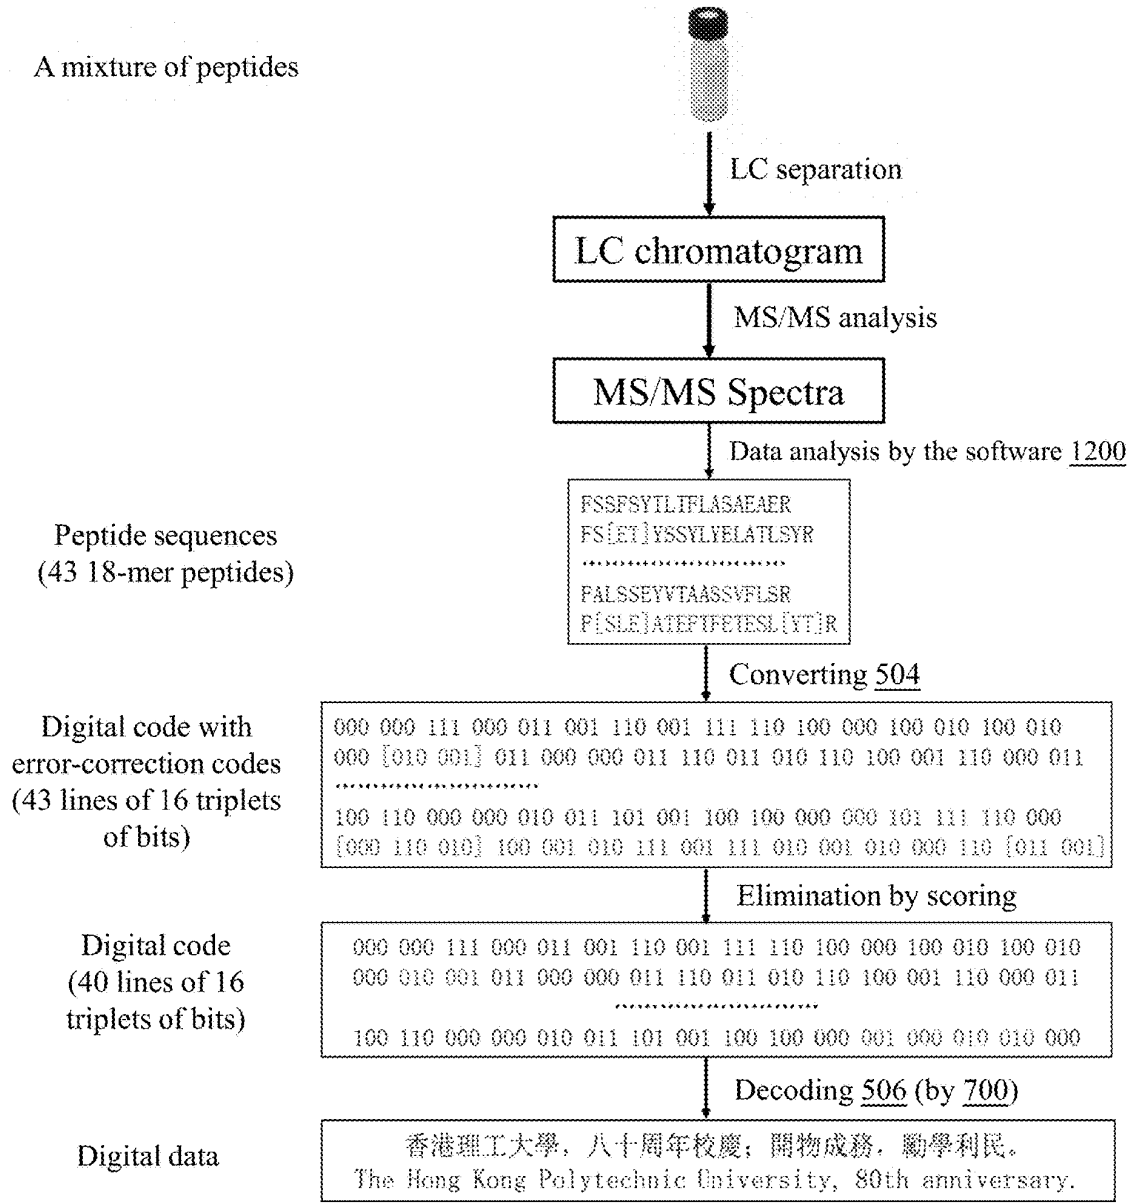 A mixture of peptides
LC separation
LC chromatogram
MS/MS analysis
MS/MS Spectra
Data analysis by the software 1200
Peptide sequences
(43 18-mer peptides)
FSSFSYTLTFLASAEAER
FS[ET]YSSYLYELATLSYR
PALSSEYVTAASSVFLSR
P[SLE]ATEFTFETESL[YT]R
Converting 504
Digital code with
error-correction codes
(43 lines of 16 triplets
of bits)
000 000 111 000 011 001 110 001 111 110 100 000 100 010 100 010
000 [010 001] 011 000 000 011 110 011 010 110 100 001 110 000 011
100 110 000 000 010 011 101 001 100 100 000 000 101 111 110 000
[000 110 010] 100 001 010 111 001 111 010 001 010 000 110 [011 001]
Elimination by scoring
Digital code
(40 lines of 16
triplets of bits)
000 000 111 000 011 001 110 001 111 110 100 000 100 010 100 010
000 010 001 011 000 000 011 110 011 010 110 100 001 110 000 011
100 110 000 000 010 011 101 001 100 100 000 001 000 010 010 000
Decoding 506 (by 700)
Digital data
香港理工大學，八十周年校慶；開物成務，勵學利民。
The Hong Kong Polytechnic University, 80th anniversary.